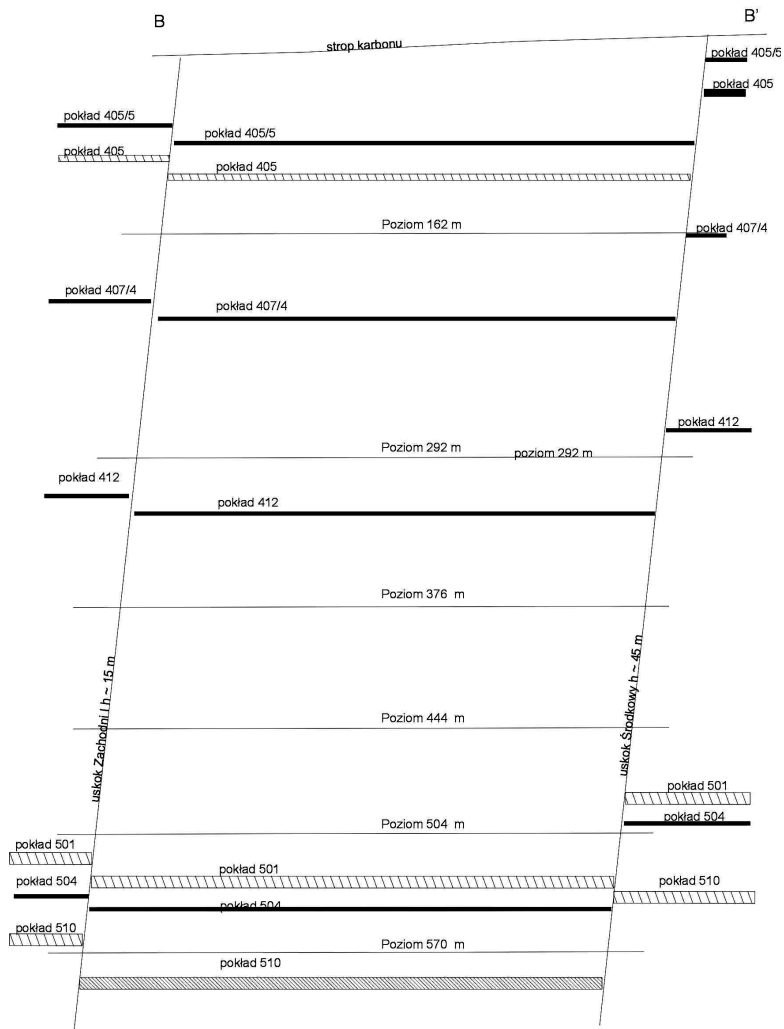 B
B'
strop karbonu
pokład 405/5
pokład 405
pokład 405/5
pokład 405/5
pokład 405
pokład 405
Poziom 162 m
pokład 407/4
pokład 407/4
pokład 407/4
pokład 412
Poziom 292 m
poziom 292 m
pokład 412
pokład 412
Poziom 376 m
uskok Zachodni I h ~ 15 m
uskok Środkowy h ~ 45 m
Poziom 444 m
pokład 501
pokład 504
Poziom 504 m
pokład 501
pokład 501
pokład 504
pokład 510
pokład 504
pokład 510
Poziom 570 m
pokład 510